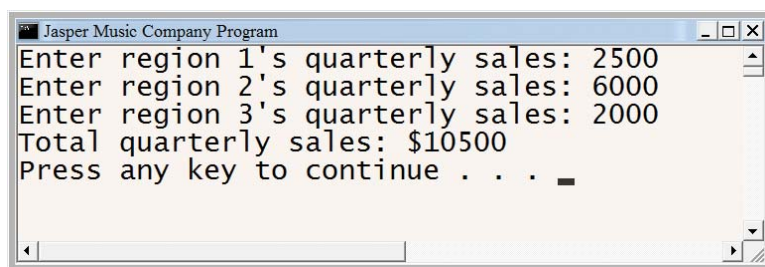 Jasper Music Company Program
Enter region 1's quarterly sales: 2500
Enter region 2's quarterly sales: 6000
Enter region 3's quarterly sales: 2000
Total quarterly sales: $10500
Press any key to continue . . . _